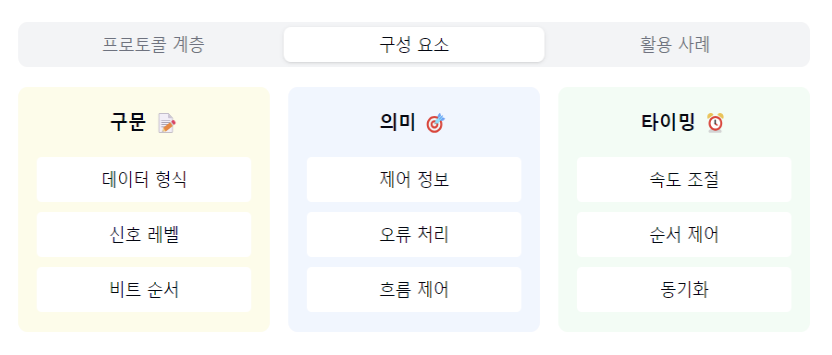 프로토콜 계층
구성 요소
활용 사례
구문
데이터 형식
신호 레벨
비트 순서
의미
제어 정보
오류 처리
흐름 제어
타이밍
속도 조절
순서 제어
동기화